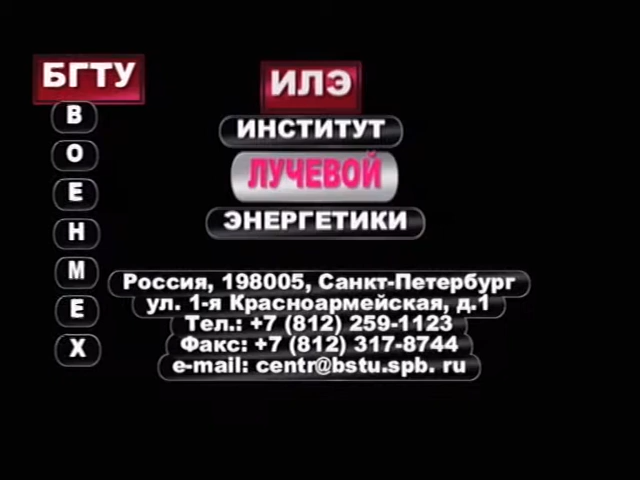 БГТУ
В
О
Е
Н
М
Е
Х
ИЛЭ
ИНСТИТУТ
ЛУЧЕВОЙ
ЭНЕРГЕТИКИ
Россия, 198005, Санкт-Петербург
ул. 1-я Красноармейская, д.1
Тел.: +7 (812) 259-1123
Факс: +7 (812) 317-8744
e-mail: centr@bstu.spb. ru